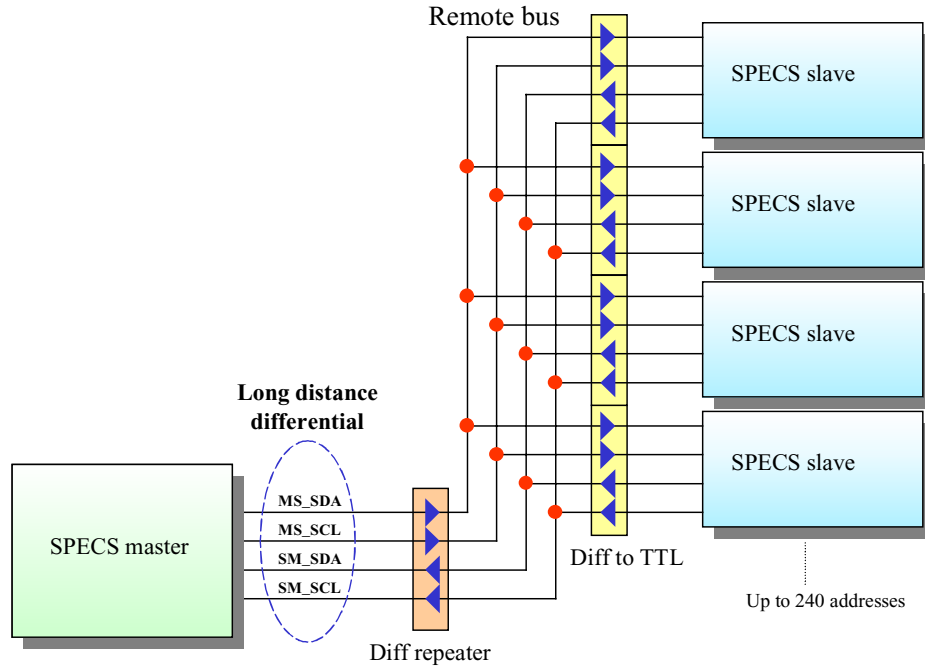 Remote bus
SPECS slave
SPECS slave
SPECS slave
SPECS slave
Long distance
differential
MS_SDA
MS_SCL
SM_SDA
SM_SCL
SPECS master
Diff to TTL
Up to 240 addresses
Diff repeater